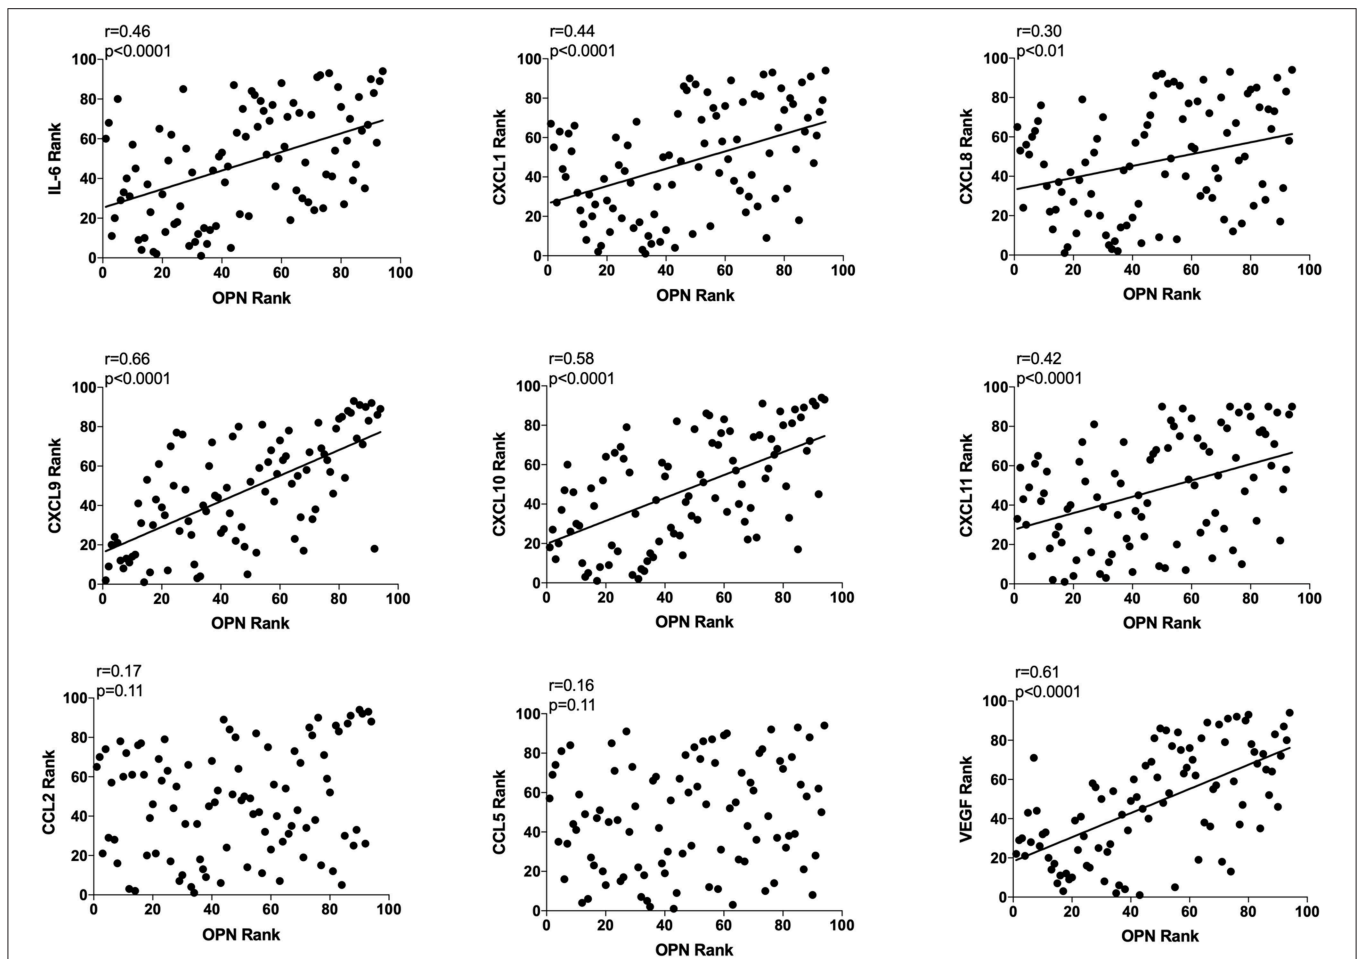 r=0.46
p<0.0001
100
80
60
40
20
0
IL-6 Rank
0 20 40 60 80 100
OPN Rank
r=0.44
p<0.0001
100
80
60
40
20
0
CXCL1 Rank
0 20 40 60 80 100
OPN Rank
r=0.30
p<0.01
100
80
60
40
20
0
CXCL8 Rank
0 20 40 60 80 100
OPN Rank
r=0.66
p<0.0001
100
80
60
40
20
0
CXCL9 Rank
0 20 40 60 80 100
OPN Rank
r=0.58
p<0.0001
100
80
60
40
20
0
CXCL10 Rank
0 20 40 60 80 100
OPN Rank
r=0.42
p<0.0001
100
80
60
40
20
0
CXCL11 Rank
0 20 40 60 80 100
OPN Rank
r=0.17
p=0.11
100
80
60
40
20
0
CCL2 Rank
0 20 40 60 80 100
OPN Rank
r=0.16
p=0.11
100
80
60
40
20
0
CCL5 Rank
0 20 40 60 80 100
OPN Rank
r=0.61
p<0.0001
100
80
60
40
20
0
VEGF Rank
0 20 40 60 80 100
OPN Rank